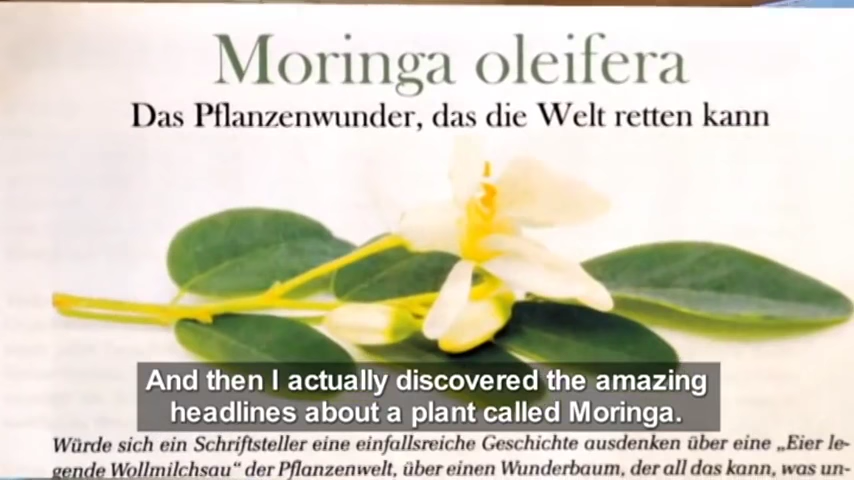 Moringa oleifera
Das Pflanzenwunder, das die Welt retten kann
And then I actually discovered the amazing
headlines about a plant called Moringa.
Würde sich ein Schriftsteller eine einfallsreiche Geschichte ausdenken über eine „Eier le-
gende Wollmilchsau“ der Pflanzenwelt, über einen Wunderbaum, der all das kann, was un-